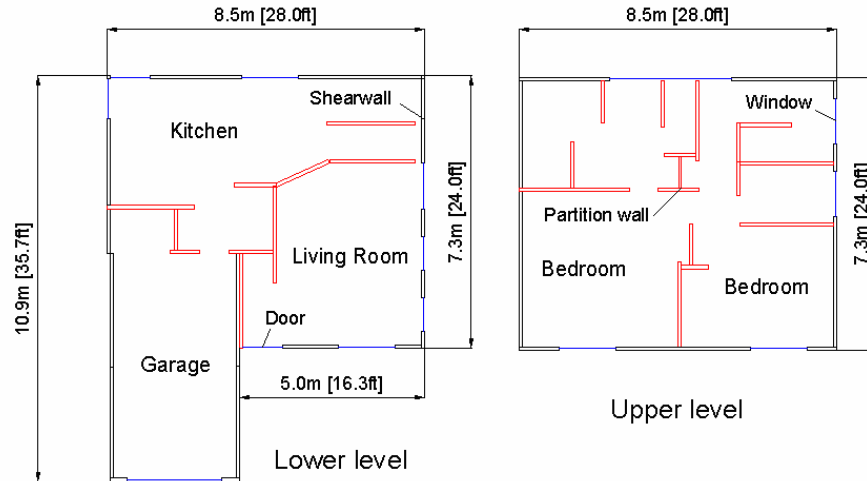 8.5m [28.0ft]
Shearwall
Kitchen
10.9m [35.7ft]
7.3m [24.0ft]
Living Room
Door
Garage
5.0m [16.3ft]
Lower level
8.5m [28.0ft]
Window
Partition wall
7.3m [24.0ft]
Bedroom
Bedroom
Upper level